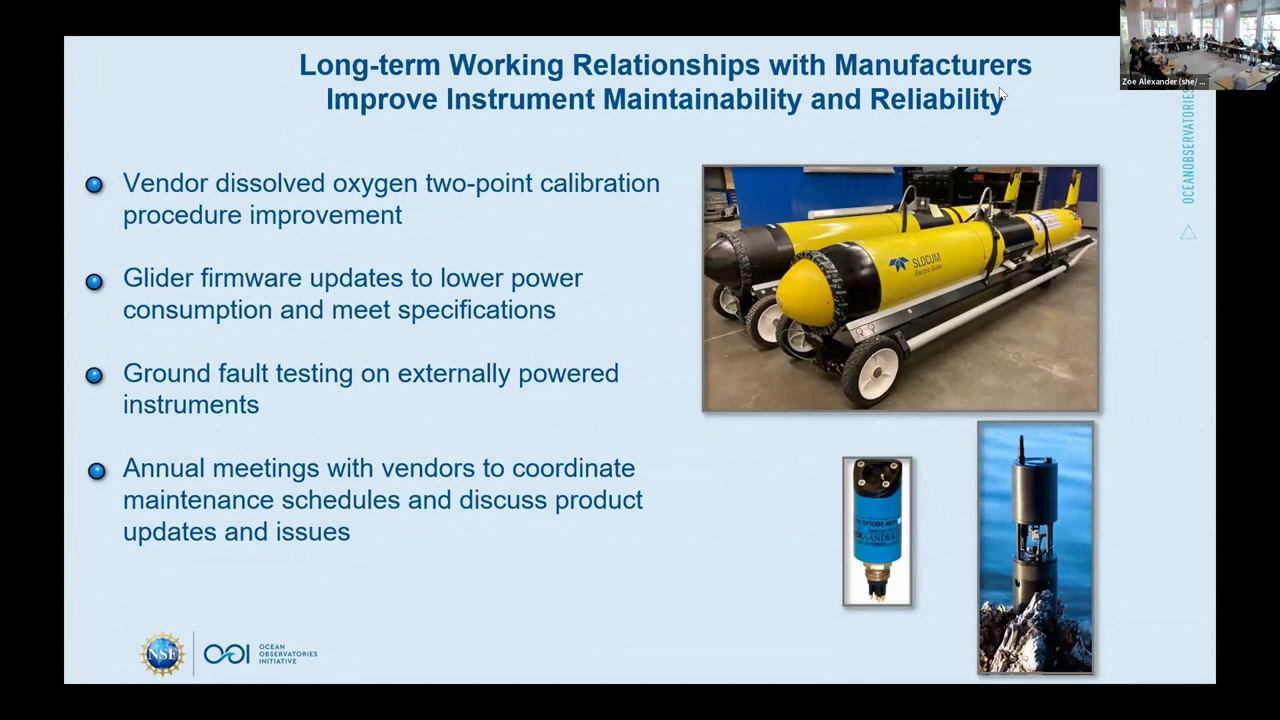 Long-term Working Relationships with Manufacturers
Improve Instrument Maintainability and Reliability
Zoe Alexander (she/ ...
OCEANOBSERVATORIES
Vendor dissolved oxygen two-point calibration
procedure improvement
Glider firmware updates to lower power
consumption and meet specifications
Ground fault testing on externally powered
instruments
Annual meetings with vendors to coordinate
maintenance schedules and discuss product
updates and issues
SLOCUM
Electric Glider
OPTODE
NSF
OOI
OCEAN
OBSERVATORIES
INITIATIVE